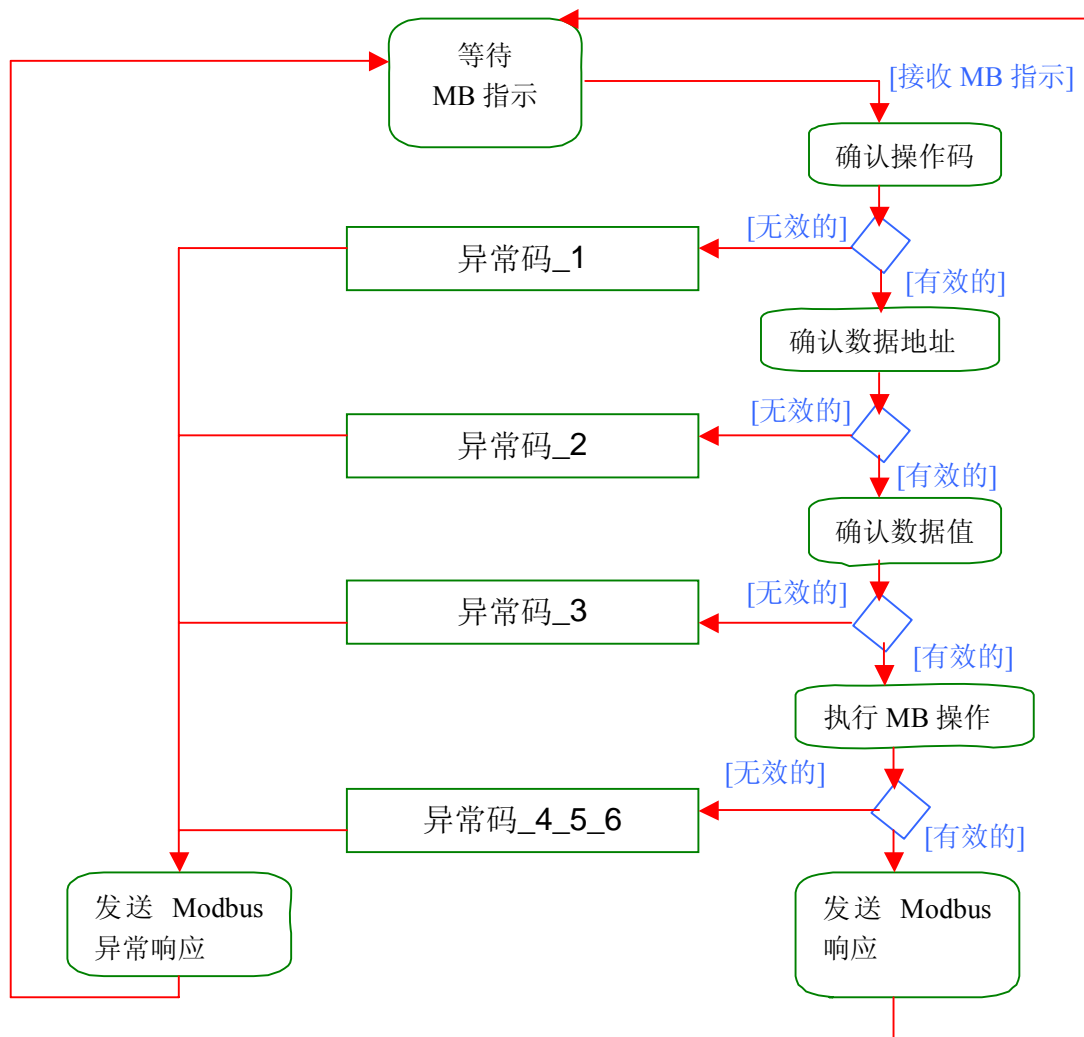 等待
MB 指示
[接收 MB 指示]
确认操作码
[无效的]
异常码_1
[有效的]
确认数据地址
[无效的]
异常码_2
[有效的]
确认数据值
[无效的]
异常码_3
[有效的]
执行 MB 操作
[无效的]
异常码_4_5_6
[有效的]
发送 Modbus
异常响应
发送 Modbus
响应